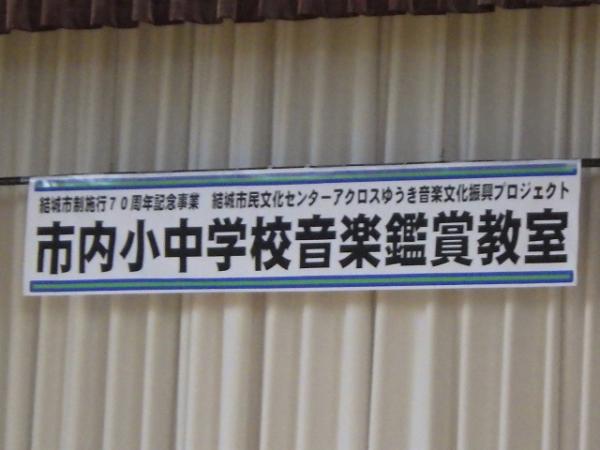 結城市制施行70周年記念事業　結城市民文化センターアクロスゆうき音楽文化振興プロジェクト
市内小中学校音楽鑑賞教室